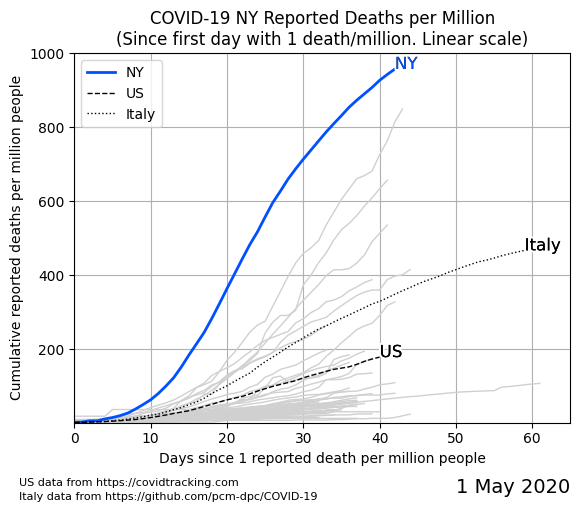 COVID-19 NY Reported Deaths per Million
(Since first day with 1 death/million. Linear scale)
Cumulative reported deaths per million people
1000
800
600
400
200
NY
US
Italy
NY
Italy
US
0 10 20 30 40 50 60
Days since 1 reported death per million people
US data from https://covidtracking.com
Italy data from https://github.com/pcm-dpc/COVID-19
1 May 2020